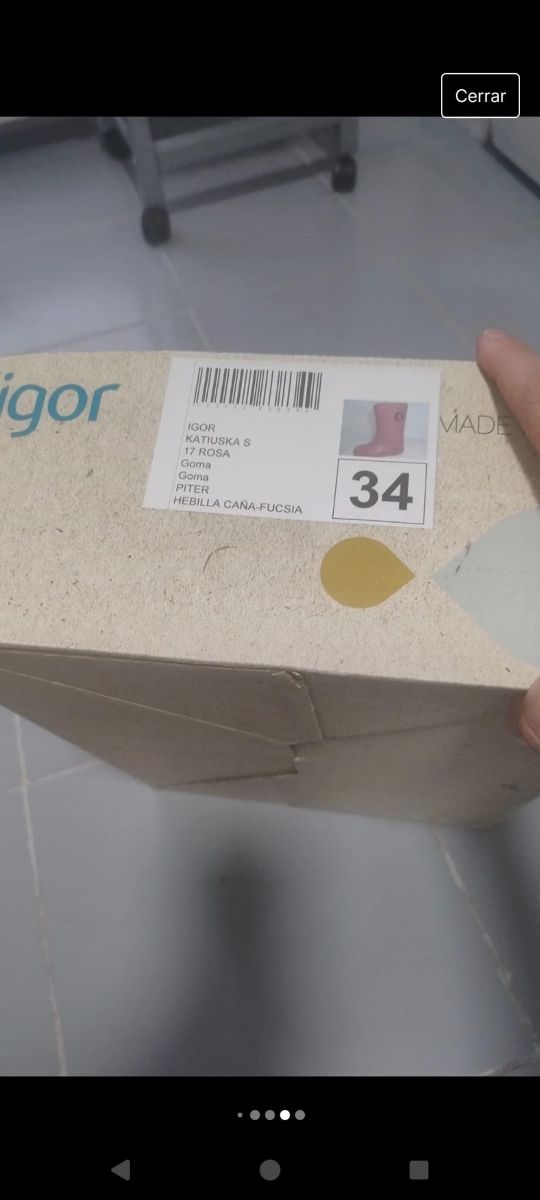 Cerrar
igor
IGOR
KATIUSKA S
17 ROSA
Goma
Goma
PITER
HEBILLA CAÑA-FUCSIA
34
MADE